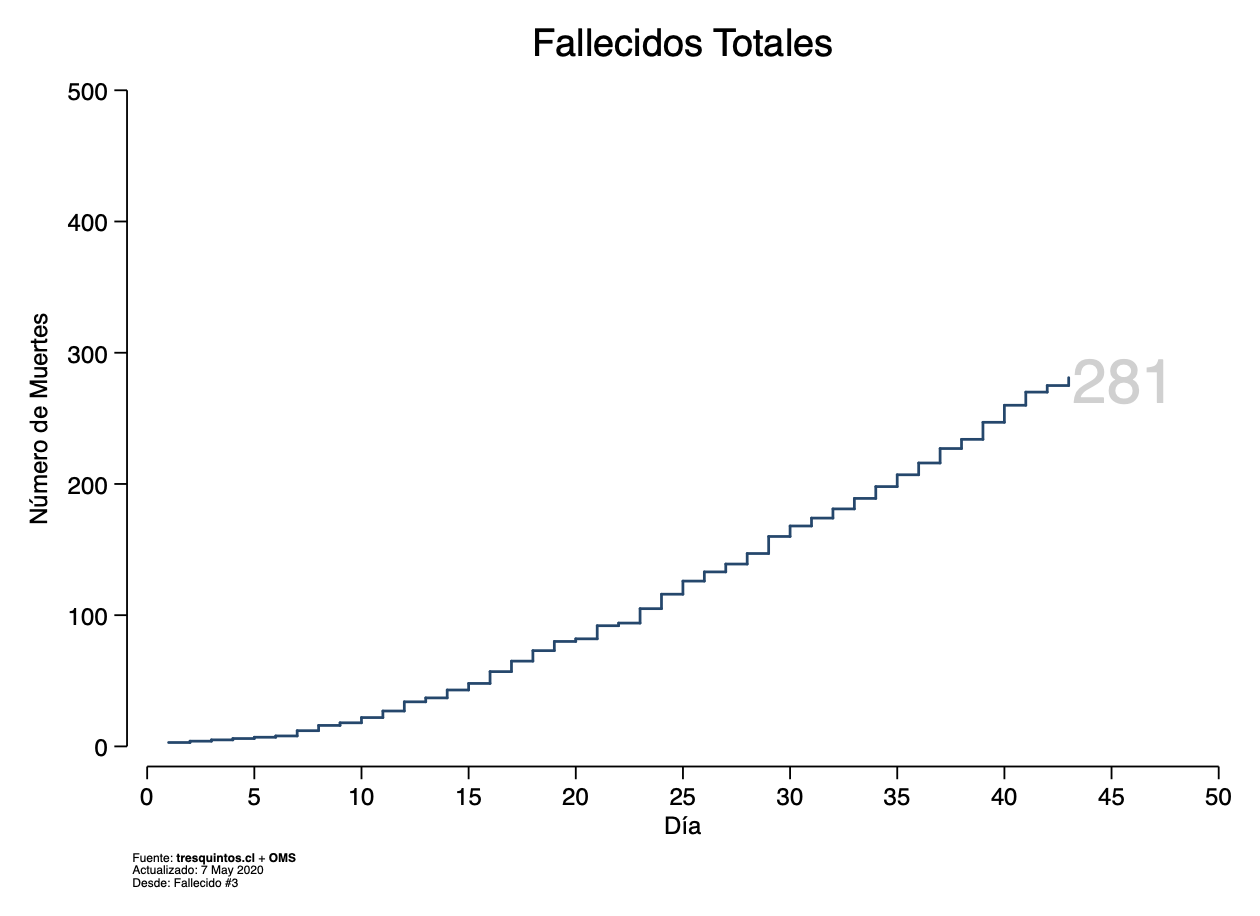 Fallecidos Totales
500
400
300
200
100
0
Número de Muertes
281
0 5 10 15 20 25 30 35 40 45 50
Día
Fuente: tresquintos.cl + OMS
Actualizado: 7 May 2020
Desde: Fallecido #3